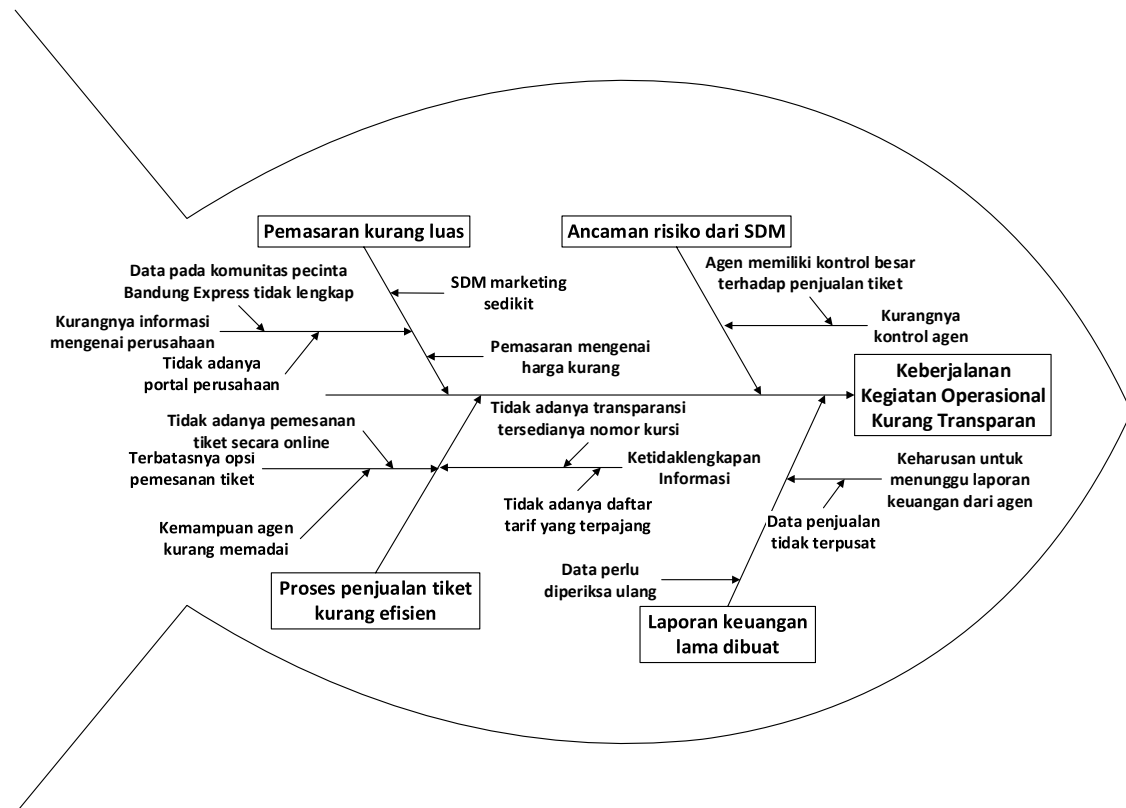 Pemasaran kurang luas
Ancaman risiko dari SDM
Data pada komunitas pecinta
Bandung Express tidak lengkap
SDM marketing
sedikit
Agen memiliki kontrol besar
terhadap penjualan tiket
Kurangnya informasi
mengenai perusahaan
Kurangnya
kontrol agen
Tidak adanya
portal perusahaan
Pemasaran mengenai
harga kurang
Keberjalanan
Kegiatan Operasional
Kurang Transparan
Tidak adanya pemesanan
tiket secara online
Tidak adanya transparansi
tersedianya nomor kursi
Terbatasnya opsi
pemesanan tiket
Ketidaklengkapan
Informasi
Keharusan untuk
menunggu laporan
keuangan dari agen
Kemampuan agen
kurang memadai
Tidak adanya daftar
tarif yang terpajang
Data penjualan
tidak terpusat
Proses penjualan tiket
kurang efisien
Data perlu
diperiksa ulang
Laporan keuangan
lama dibuat